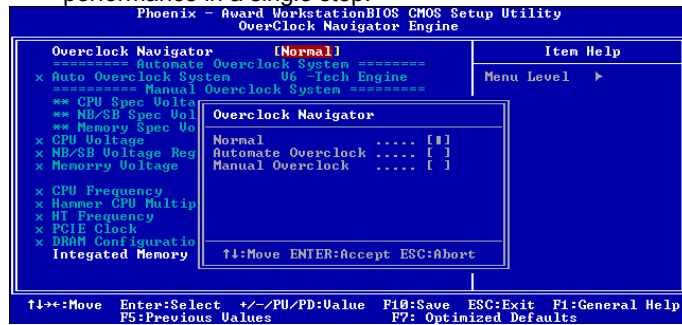 performance in a single step.
Phoenix - Award WorkstationBIOS CMOS Setup Utility
OverClock Navigator Engine
Overclock Navigator [Normal] Item Help
========= Automate Overclock System ========
x Auto Overclock System V6 -Tech Engine Menu Level ►
========== Manual Overclock System =========
** CPU Spec Volta
** NB/SB Spec Vol Overclock Navigator
** Memory Spec Vo
x CPU Voltage Normal ..... [▮]
x NB/SB Voltage Reg Automate Overclock ..... [ ]
x Memorry Voltage Manual Overclock ..... [ ]
x CPU Frequency
x Hammer CPU Multip
x HT Frequency
x PCIE Clock
x DRAM Configuratio
Integated Memory ↑↓:Move ENTER:Accept ESC:Abort
↑↓→←:Move Enter:Select +/-/PU/PD:Value F10:Save ESC:Exit F1:General Help
F5:Previous Values F7: Optimized Defaults